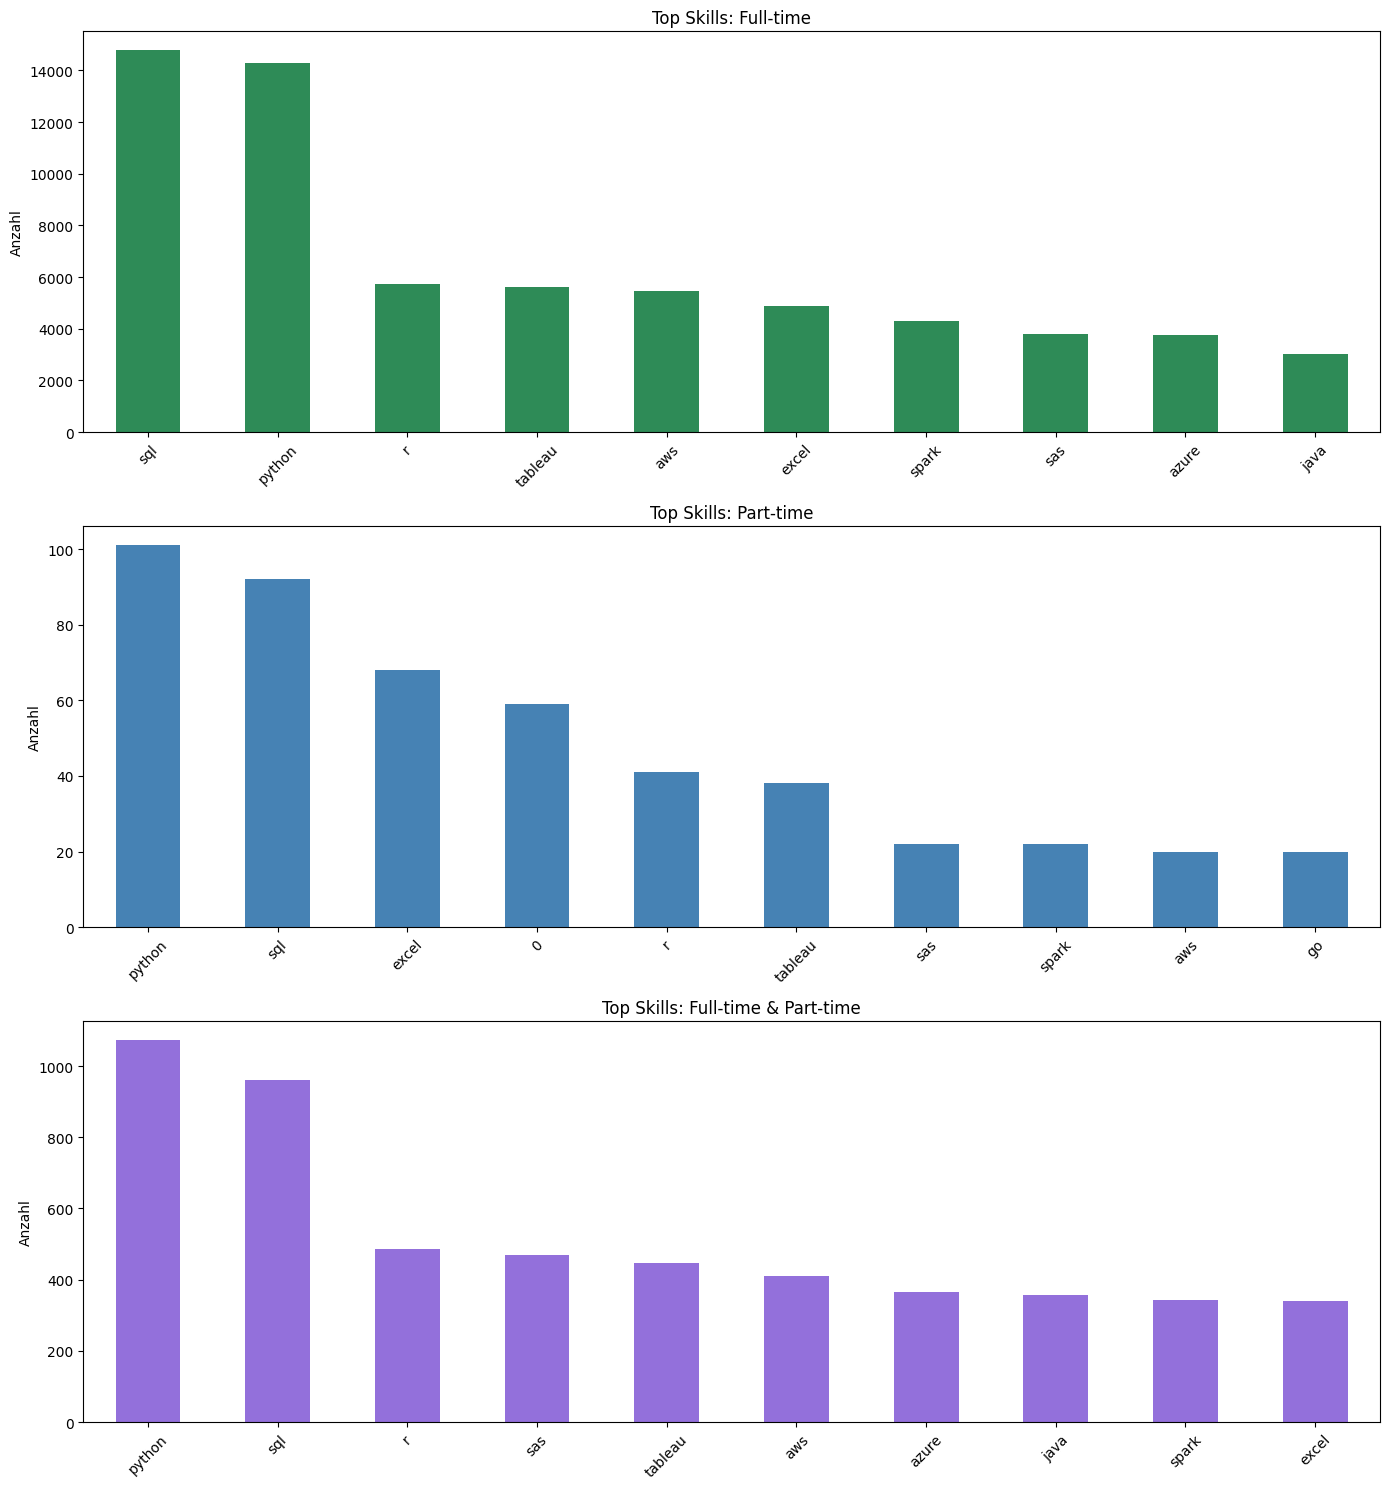 Top Skills: Full-time
Anzahl
14000
12000
10000
8000
6000
4000
2000
0
sql python r tableau aws excel spark sas azure java
Top Skills: Part-time
Anzahl
100
80
60
40
20
0
python sql excel 0 r tableau sas spark aws go
Top Skills: Full-time & Part-time
Anzahl
1000
800
600
400
200
0
python sql r sas tableau aws azure java spark excel